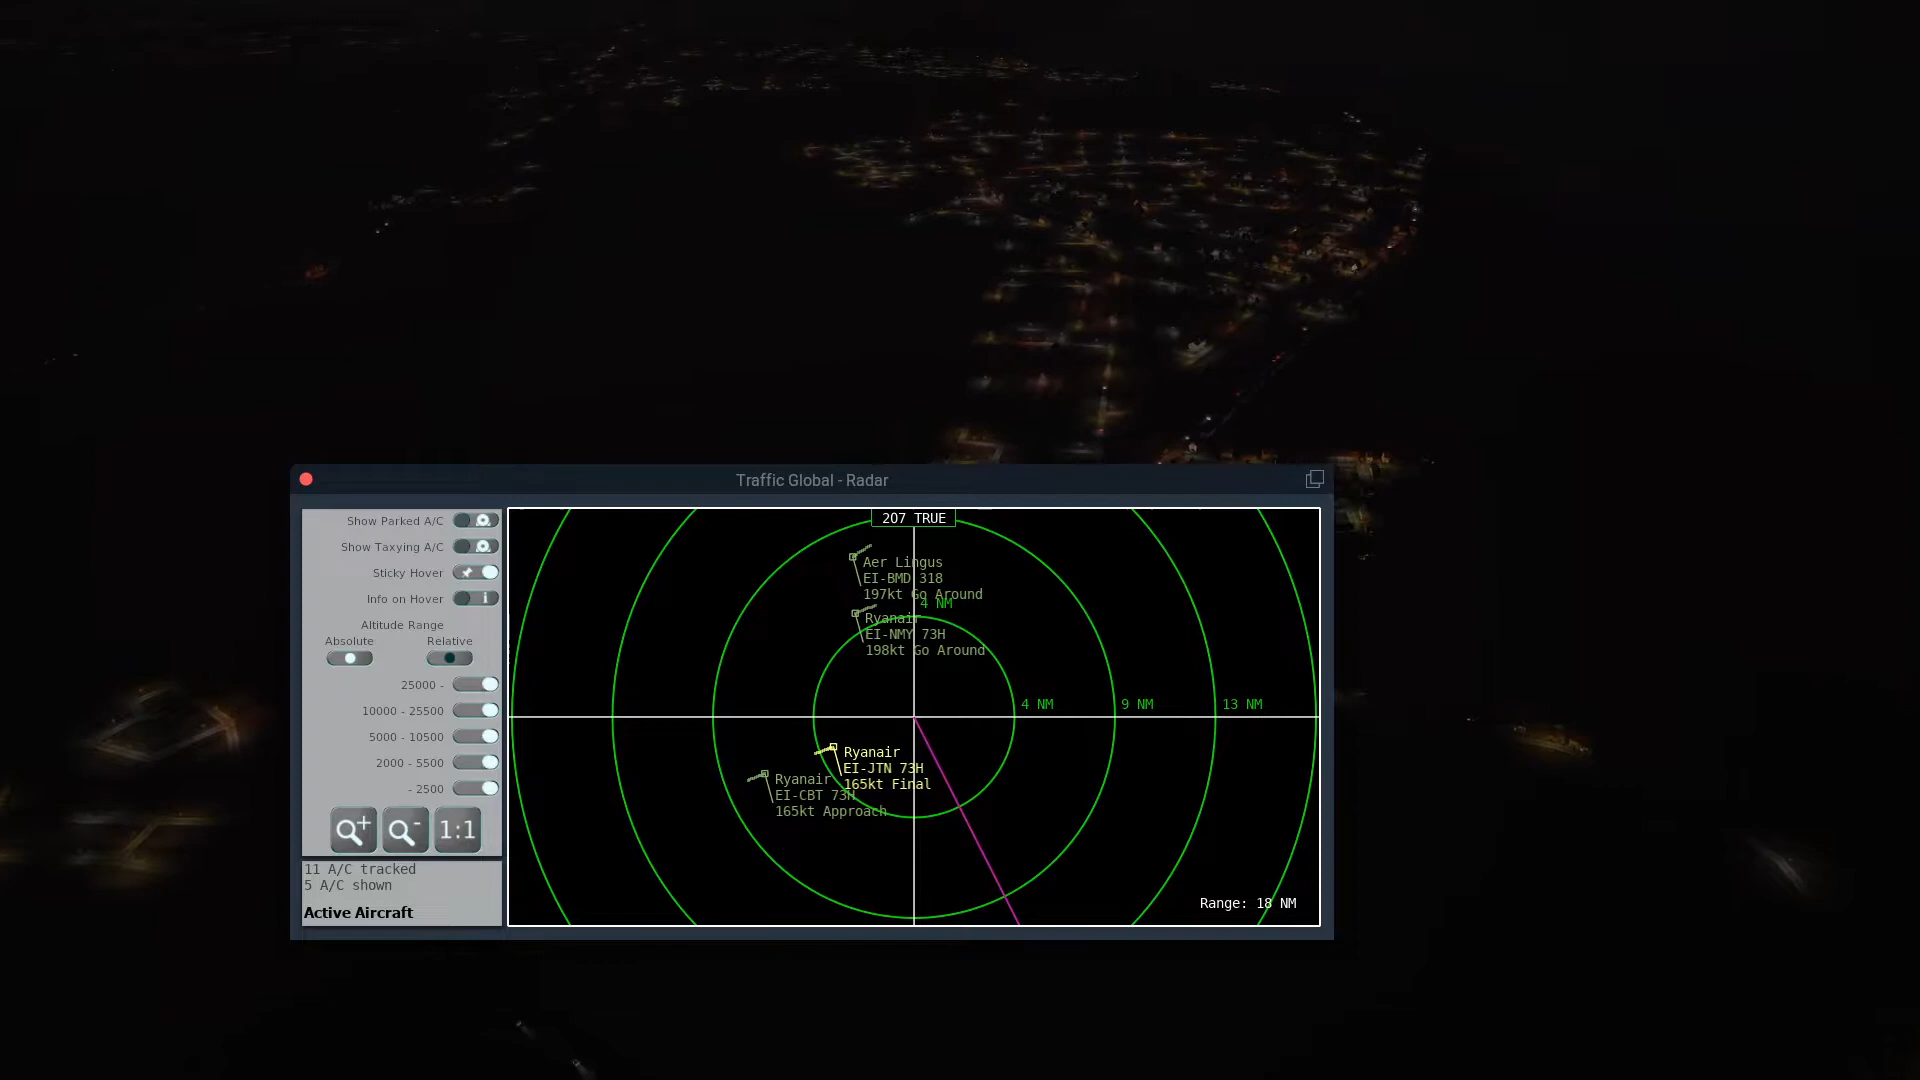 Traffic Global - Radar
Show Parked A/C
Show Taxying A/C
Sticky Hover
Info on Hover
Altitude Range
Absolute Relative
25000 -
10000 - 25500
5000 - 10500
2000 - 5500
- 2500
1:1
11 A/C tracked
5 A/C shown
Active Aircraft
207 TRUE
Aer Lingus
EI-BMD 318
197kt Go Around
4 NM
Ryanair
EI-NMY 73H
198kt Go Around
4 NM
9 NM
13 NM
Ryanair
EI-JTN 73H
165kt Final
Ryanair
EI-CBT 73H
165kt Approach
Range: 18 NM